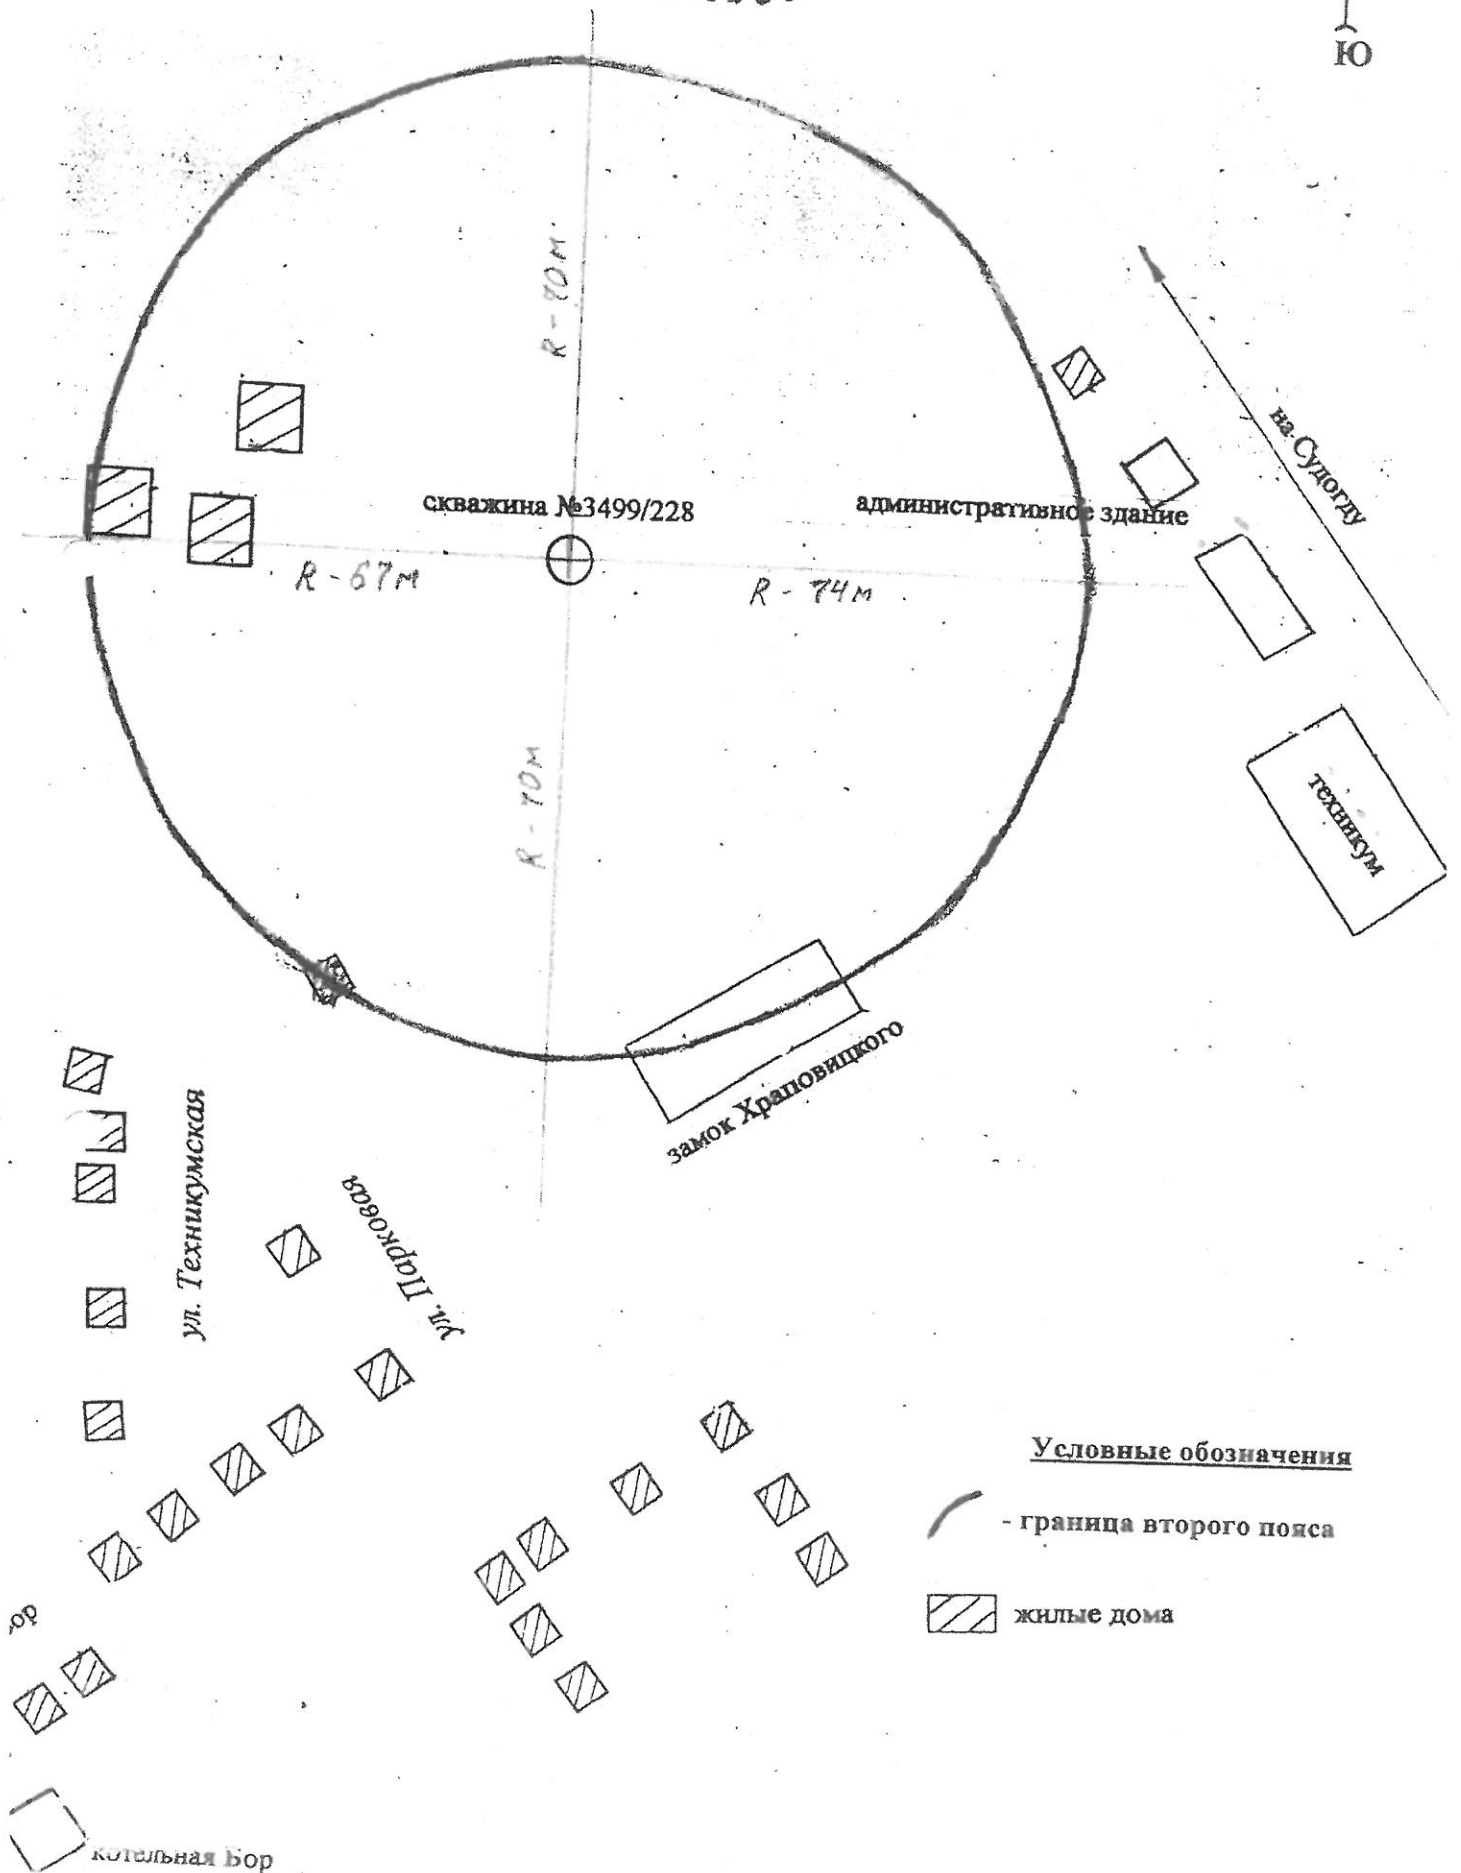 Ю
R-70м.
на Судогду
скважина №3499/228
административное здание
R-67м
R-74м
R-70м
техникум
замок Храповицкого
ул. Техникумская
ул. Парковая
Условные обозначения
- граница второго пояса
жилые дома
котельная Бор